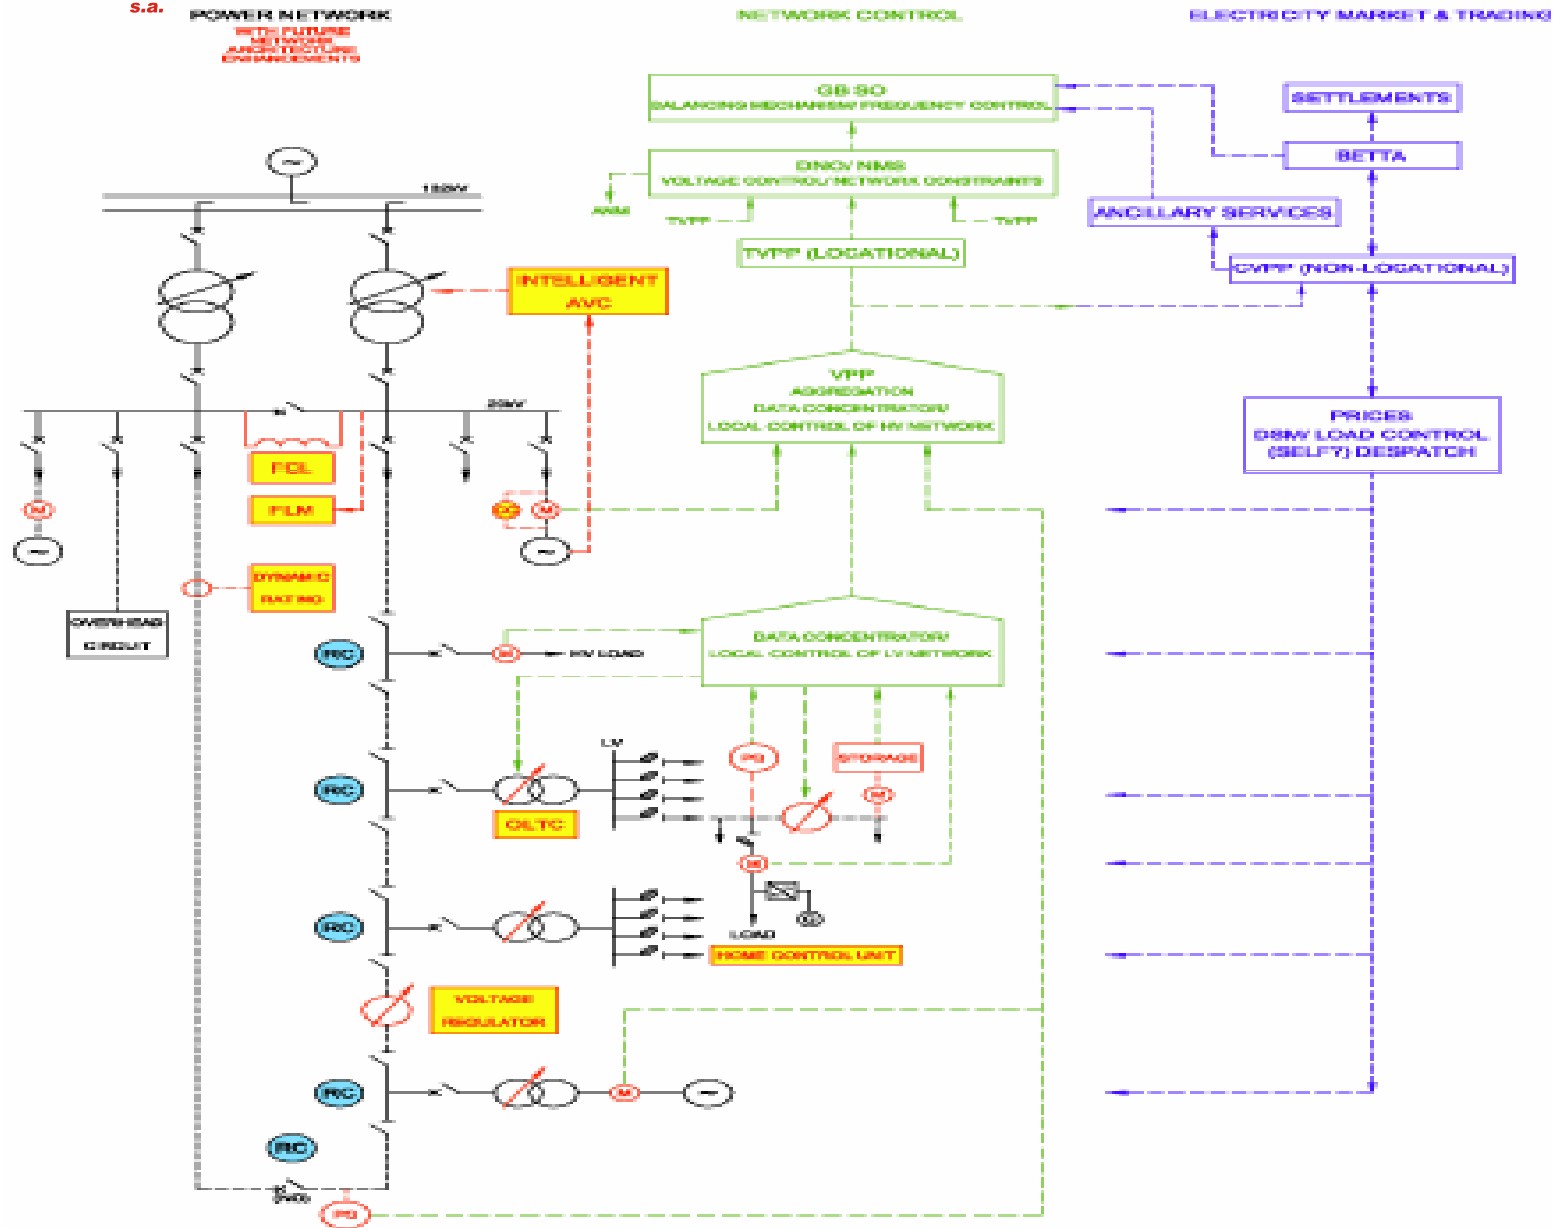 s.a.
POWER NETWORK
WITH FUTURE
NETWORK
ARCHITECTURE
ENHANCEMENTS
NETWORK CONTROL
ELECTRICITY MARKET & TRADING
GB SO
BALANCING MECHANISM/ FREQUENCY CONTROL
SETTLEMENTS
BETTA
DNO/ NMS
VOLTAGE CONTROL/ NETWORK CONSTRAINTS
TVPP
TVPP
ANCILLARY SERVICES
TVPP (LOCATIONAL)
CVPP (NON-LOCATIONAL)
INTELLIGENT
AVC
VPP
AGGREGATION
DATA CONCENTRATOR/
LOCAL CONTROL OF HV NETWORK
PRICES
DSM/ LOAD CONTROL
(SELF?) DESPATCH
FCL
FLM
M
M
DYNAMIC
RATING
OVERHEAD
CIRCUIT
RC
M
HV LOAD
DATA CONCENTRATOR/
LOCAL CONTROL OF LV NETWORK
LV
PQ
STORAGE
RC
M
OLTC
M
RC
G
LOAD
HOME CONTROL UNIT
VOLTAGE
REGULATOR
RC
M
RC
PQ